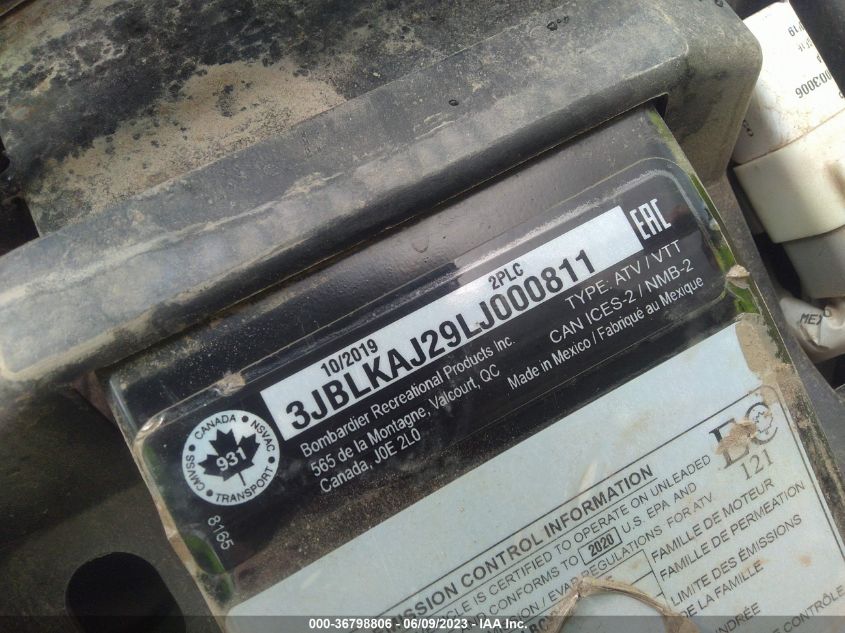 10/2019 2PLC
3JBLKAJ29LJ000811
EAC
Bombardier Recreational Products Inc.
565 de la Montagne, Valcourt, QC
Canada, J0E 2L0
TYPE: ATV / VTT
CAN ICES-2 / NMB-2
Made in Mexico / Fabriqué au Mexique
CANADA
NSVAC
CMVSS
931
TRANSPORT
8165
EMISSION CONTROL INFORMATION
IS CERTIFIED TO OPERATE ON UNLEADED
CONFORMS TO 2020 U.S. EPA AND
EVAP REGULATIONS FOR ATV
EC
121
FAMILLE DE MOTEUR
FAMILLE DE PERMÉATION
LIMITE DES ÉMISSIONS
DE LA FAMILLE
CONTRÔLE
0003006
000-36798806 - 06/09/2023 - IAA Inc.